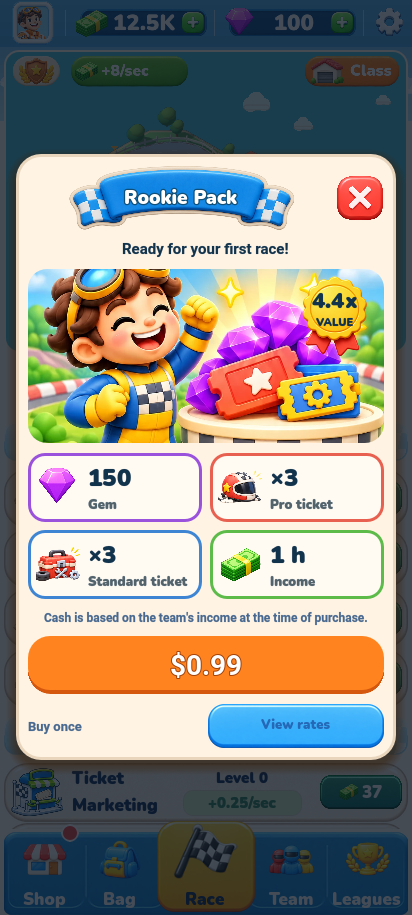 12.5K
100
+8/sec
Class
Rookie Pack
Ready for your first race!
4.4x
VALUE
150
Gem
×3
Pro ticket
×3
Standard ticket
1 h
Income
Cash is based on the team's income at the time of purchase.
$0.99
Buy once
View rates
Ticket
Marketing
Level 0
+0.25/sec
37
Shop
Bag
Race
Team
Leagues